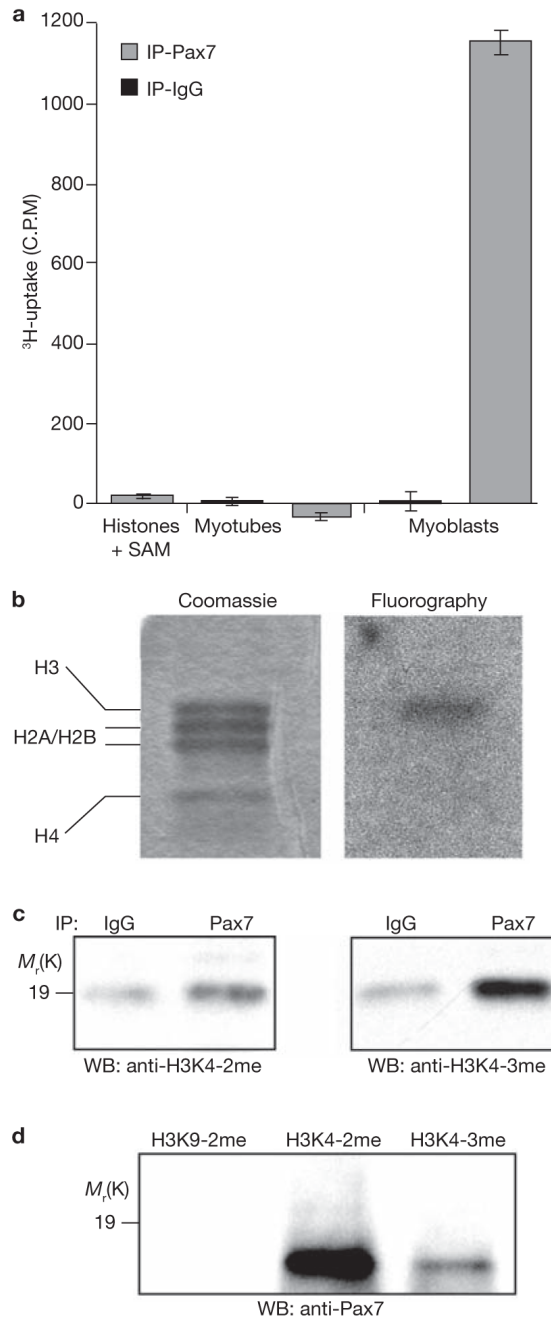 a
1200
1000
800
600
400
200
0
³H-uptake (C.P.M)
IP-Pax7
IP-IgG
Histones + SAM
Myotubes
Myoblasts
b
Coomassie
Fluorography
H3
H2A/H2B
H4
c
IP: IgG Pax7
IgG Pax7
Mr(K)
19
WB: anti-H3K4-2me
WB: anti-H3K4-3me
d
H3K9-2me H3K4-2me H3K4-3me
Mr(K)
19
WB: anti-Pax7